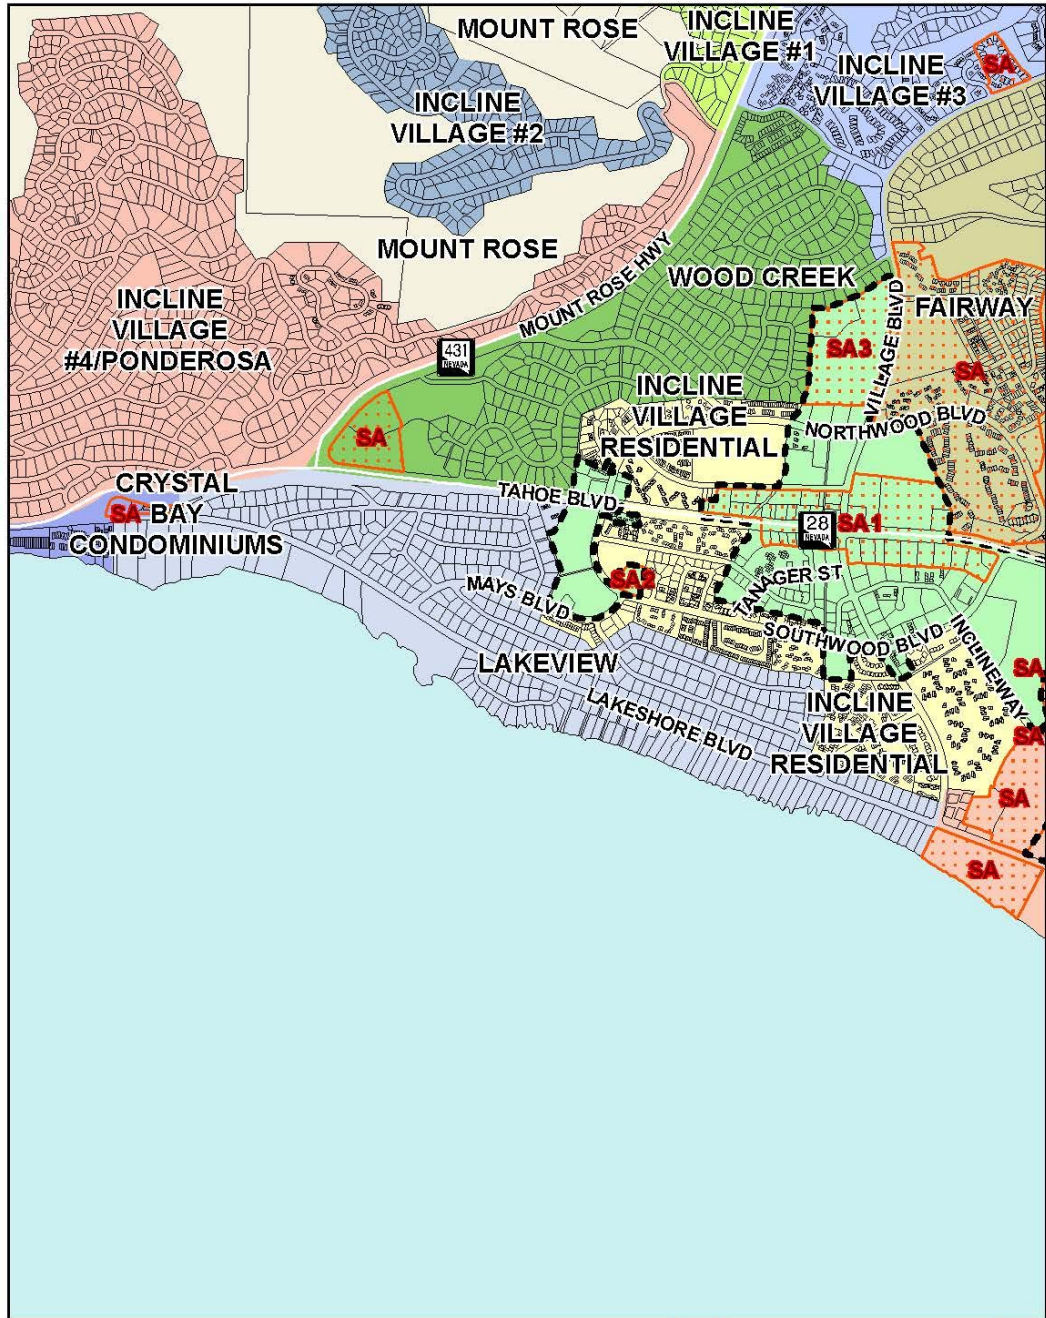 MOUNT ROSE
INCLINE
VILLAGE #1
INCLINE
VILLAGE #3
SA
INCLINE
VILLAGE #2
MOUNT ROSE
MOUNT ROSE HWY
WOOD CREEK
FAIRWAY
VILLAGE BLVD
INCLINE
VILLAGE
#4/PONDEROSA
431
NEVADA
SA3
SA
INCLINE
VILLAGE
RESIDENTIAL
NORTHWOOD BLVD
SA
CRYSTAL
SA BAY
CONDOMINIUMS
TAHOE BLVD
28
NEVADA
SA1
SA2
TANAGER ST
MAYS BLVD
SOUTHWOOD BLVD
INCLINE WAY
LAKEVIEW
SA
LAKESHORE BLVD
INCLINE
VILLAGE
RESIDENTIAL
SA
SA
SA